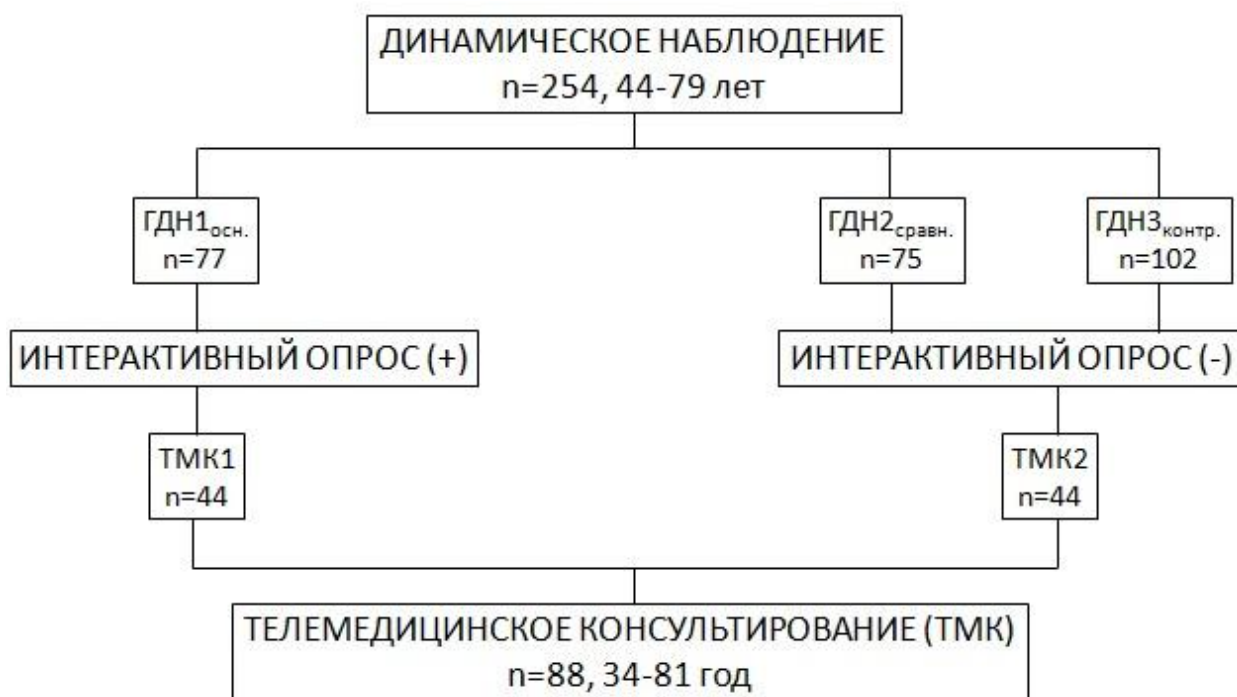 ДИНАМИЧЕСКОЕ НАБЛЮДЕНИЕ
n=254, 44-79 лет
ГДН1осн.
n=77
ГДН2сравн.
n=75
ГДН3контр.
n=102
ИНТЕРАКТИВНЫЙ ОПРОС (+)
ИНТЕРАКТИВНЫЙ ОПРОС (-)
ТМК1
n=44
ТМК2
n=44
ТЕЛЕМЕДИЦИНСКОЕ КОНСУЛЬТИРОВАНИЕ (ТМК)
n=88, 34-81 год